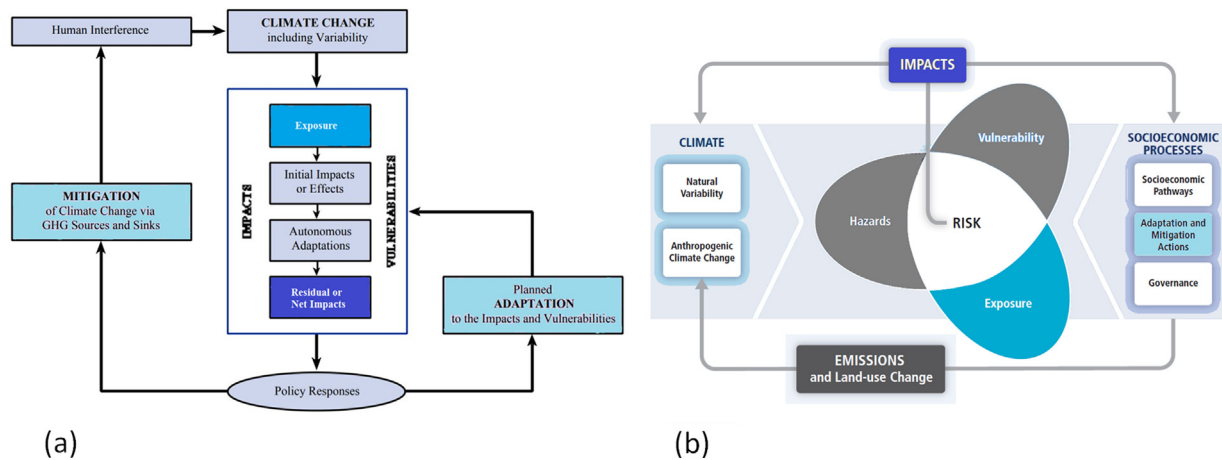 Human Interference
CLIMATE CHANGE
including Variability
Exposure
Initial Impacts
or Effects
Autonomous
Adaptations
Residual or
Net Impacts
IMPACTS
VULNERABILITIES
MITIGATION
of Climate Change via
GHG Sources and Sinks
Planned
ADAPTATION
to the Impacts and Vulnerabilities
Policy Responses
(a)
IMPACTS
CLIMATE
Natural
Variability
Anthropogenic
Climate Change
Vulnerability
Hazards
RISK
Exposure
SOCIOECONOMIC
PROCESSES
Socioeconomic
Pathways
Adaptation and
Mitigation
Actions
Governance
EMISSIONS
and Land-use Change
(b)